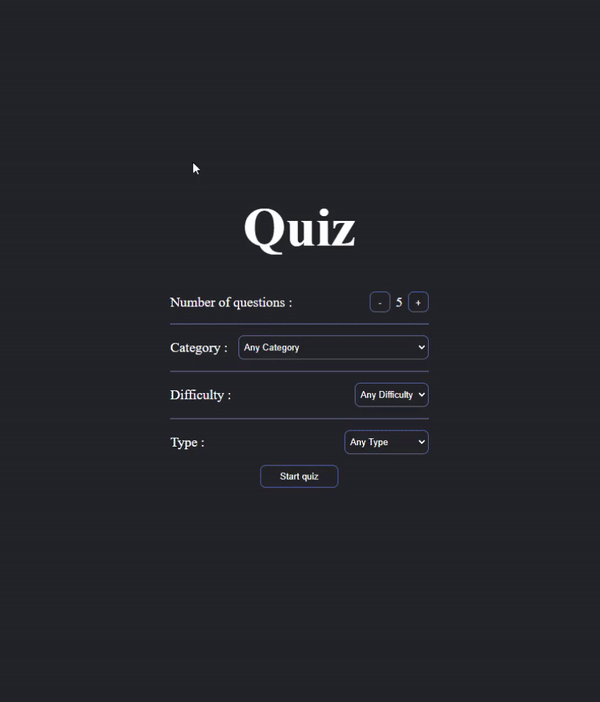 Quiz
Number of questions : - 5 +
Category : Any Category
Difficulty : Any Difficulty
Type : Any Type
Start quiz